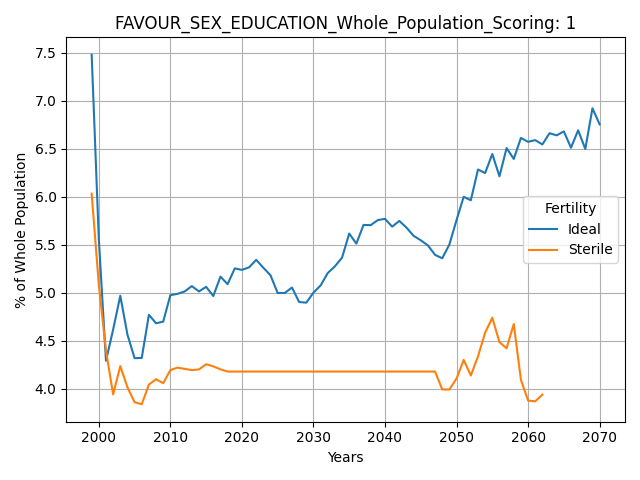 FAVOUR_SEX_EDUCATION_Whole_Population_Scoring: 1
% of Whole Population
7.5
7.0
6.5
6.0
5.5
5.0
4.5
4.0
Fertility
Ideal
Sterile
2000 2010 2020 2030 2040 2050 2060 2070
Years